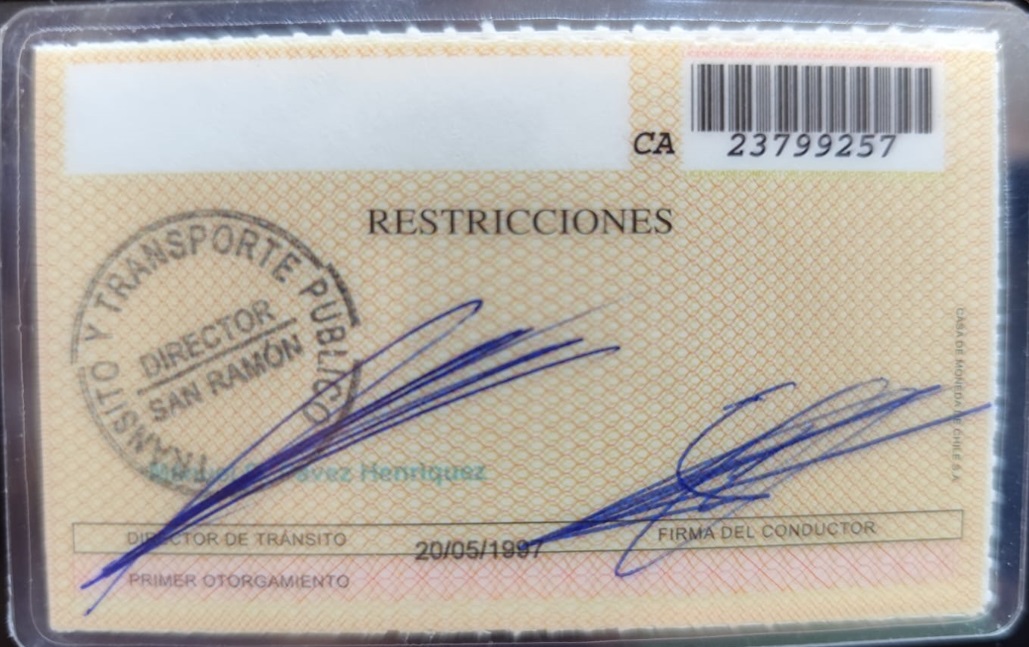 CA 23799257
RESTRICCIONES
TRANSITO Y TRANSPORTE PUBLICO
DIRECTOR
SAN RAMÓN
Henriquez
DIRECTOR DE TRÁNSITO
FIRMA DEL CONDUCTOR
20/05/1997
PRIMER OTORGAMIENTO
CASA DE MONEDA DE CHILE S.A.